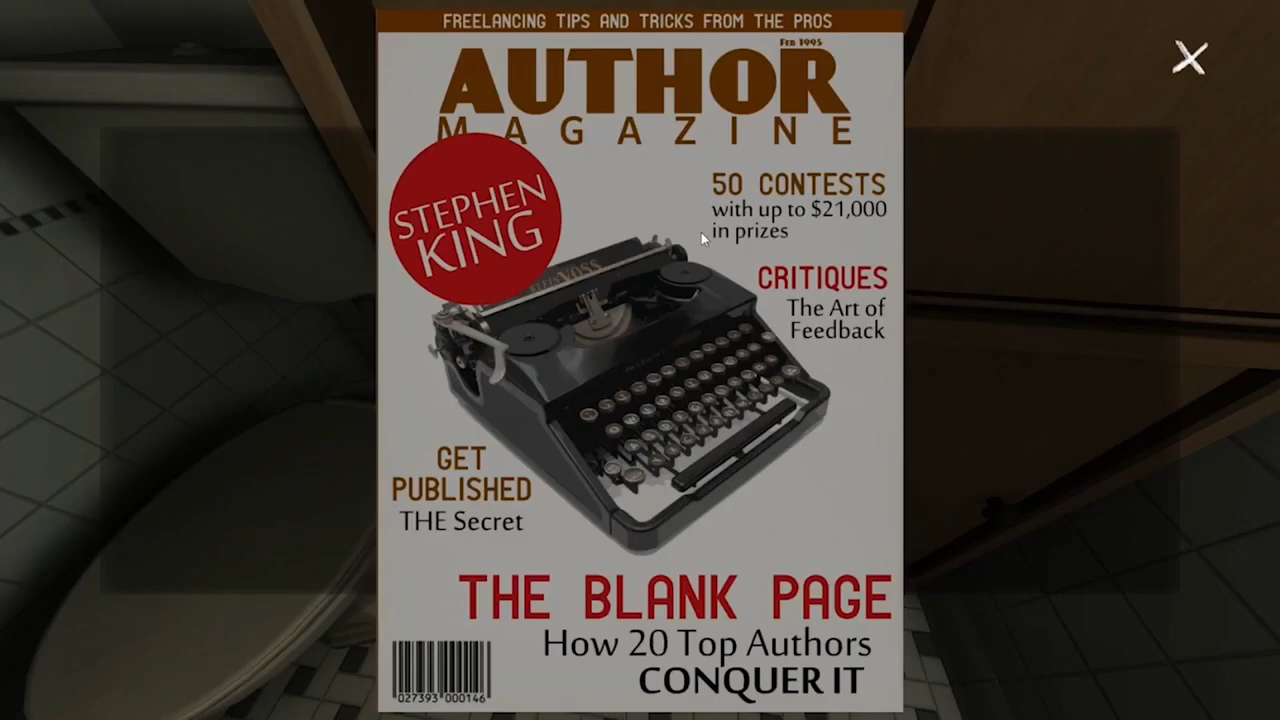 FREELANCING TIPS AND TRICKS FROM THE PROS
FEB 1995
AUTHOR
MAGAZINE
STEPHEN
KING
50 CONTESTS
with up to $21,000
in prizes
CRITIQUES
The Art of
Feedback
KLEIN VOSS
GET
PUBLISHED
THE Secret
THE BLANK PAGE
How 20 Top Authors
CONQUER IT
027393 000146